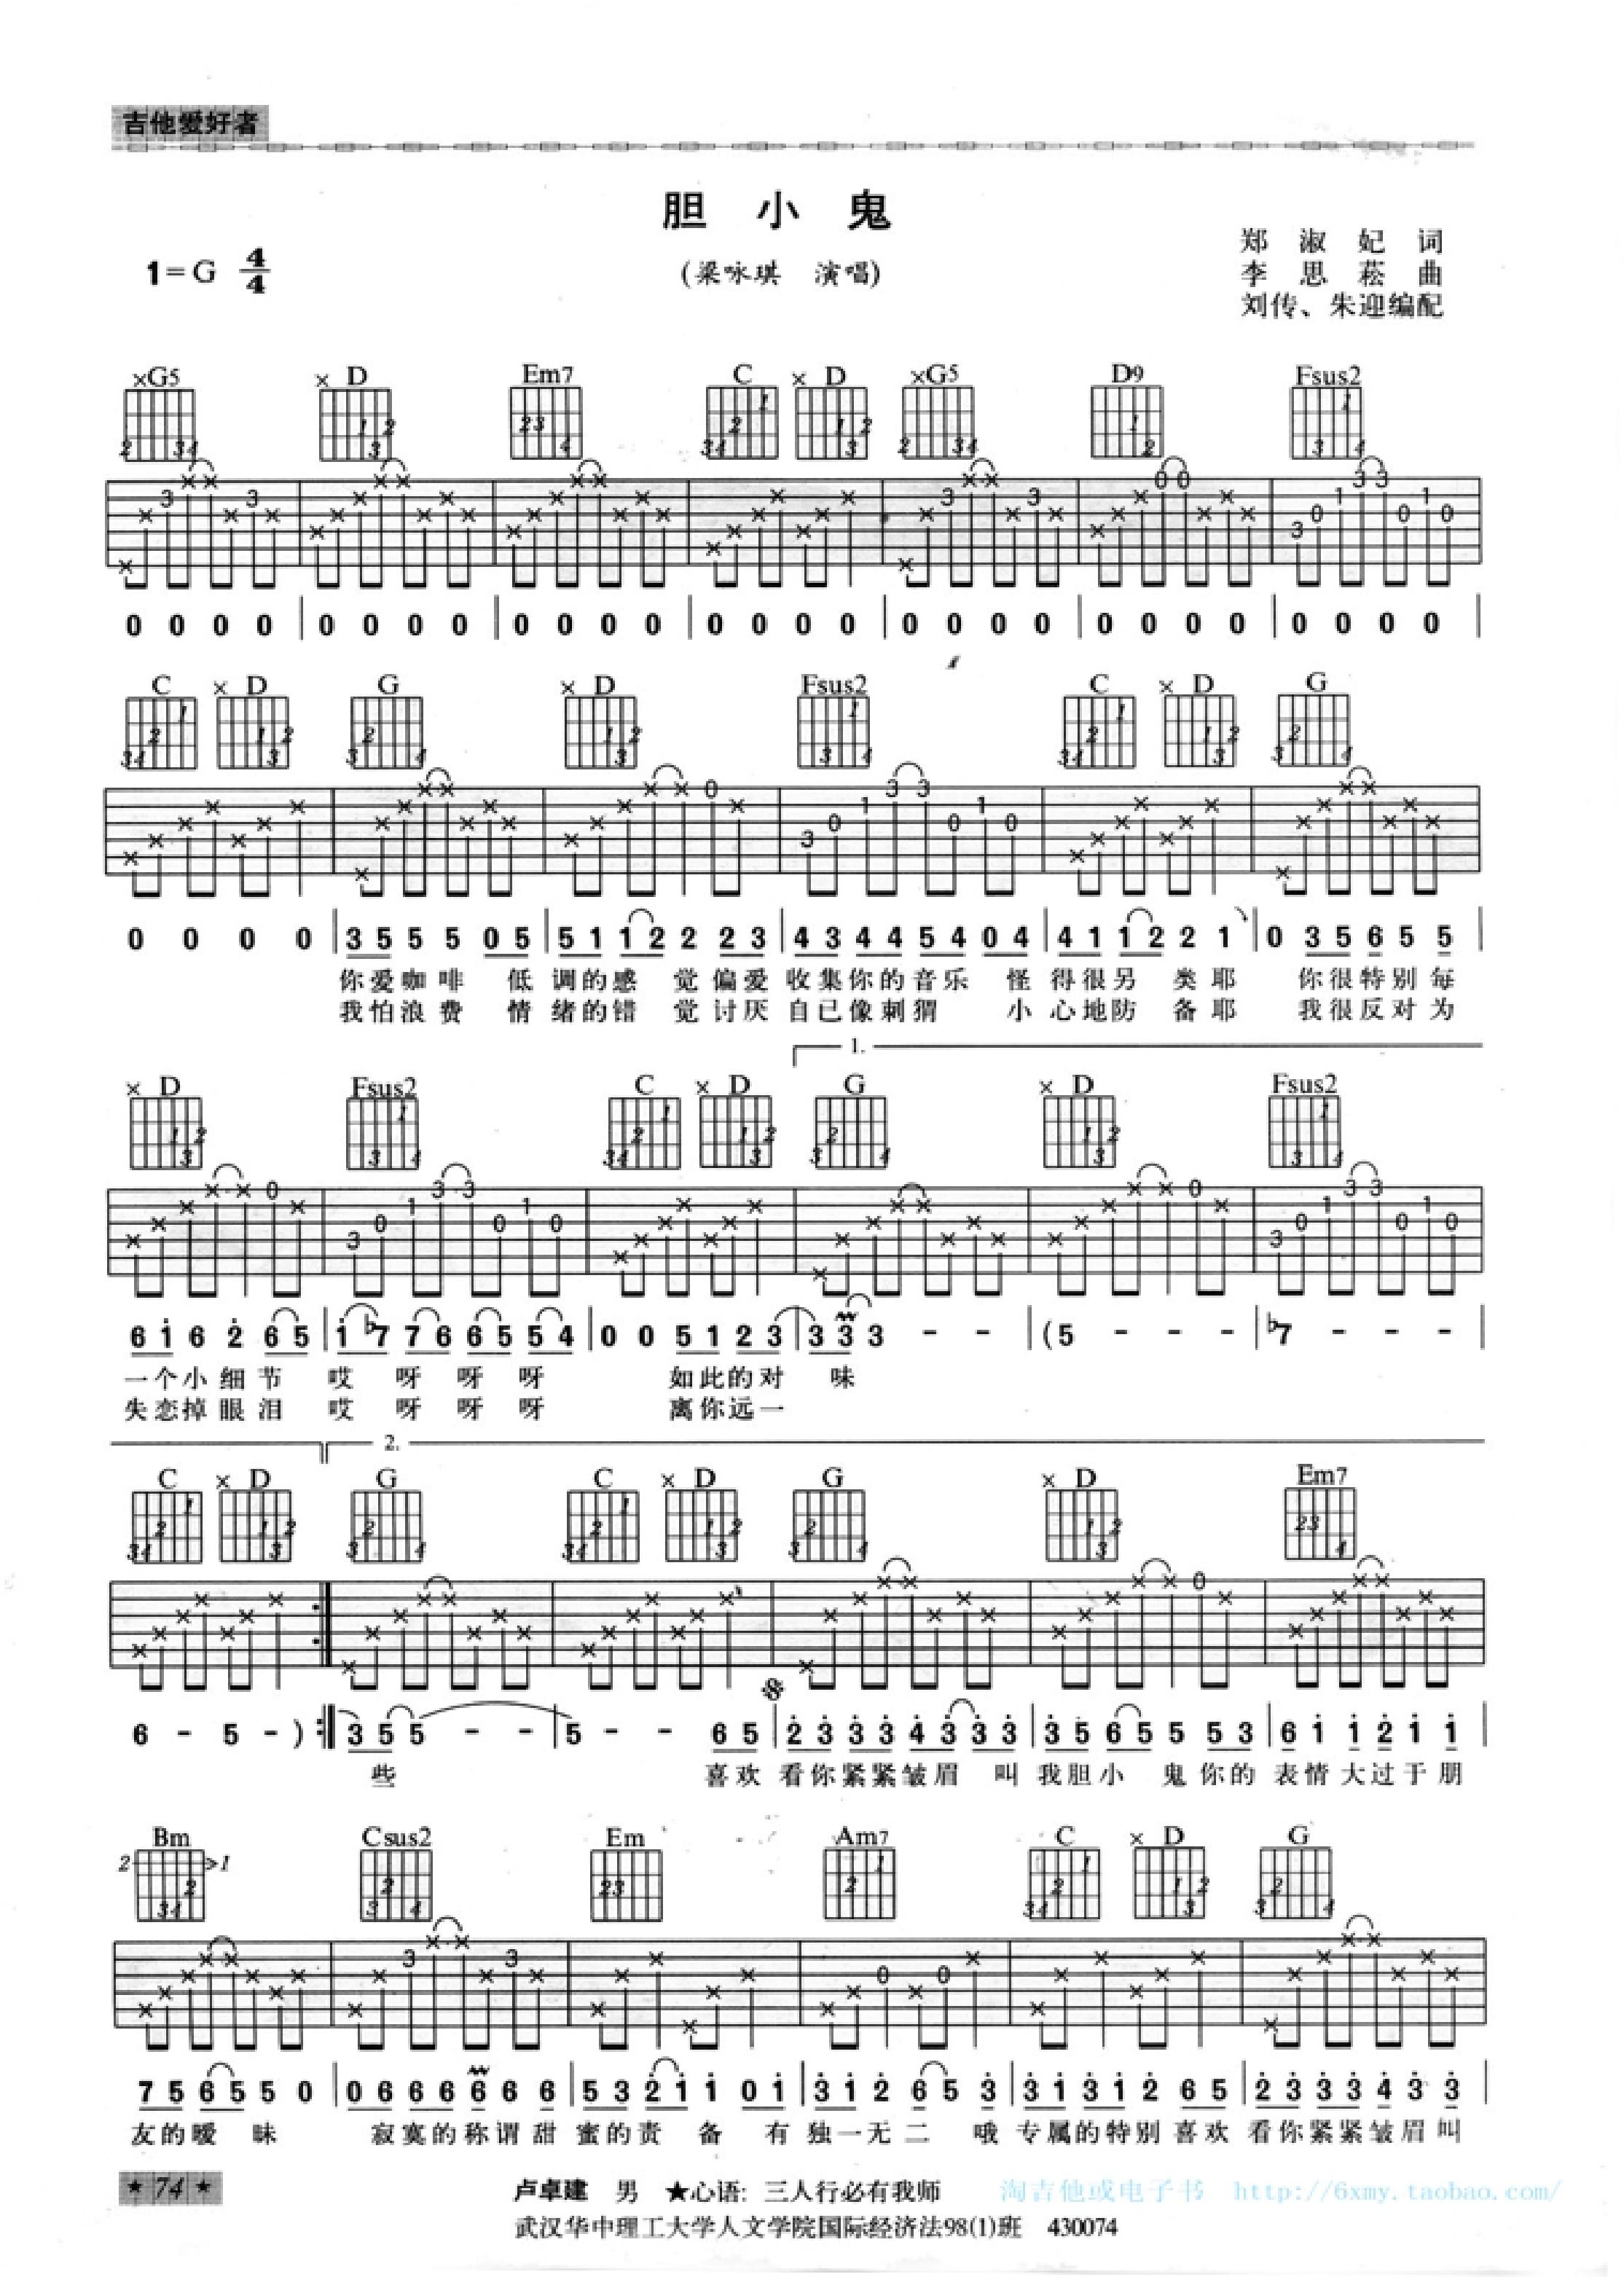 吉他爱好者
胆 小 鬼
1=G 4/4
(梁咏琪 演唱)
郑 淑 妃 词
李 思 菘 曲
刘传、朱迎编配
×G5 × D Em7 C × D ×G5 D9 Fsus2
0 0 0 0 | 0 0 0 0 | 0 0 0 0 | 0 0 0 0 | 0 0 0 0 | 0 0 0 0 | 0 0 0 0 |
C × D G × D Fsus2 C × D G
0 0 0 0 | 3 5 5 5 0 5 | 5 1 1 2 2 2 3 | 4 3 4 4 5 4 0 4 | 4 1 1 2 2 1 | 0 3 5 6 5 5 |
你爱咖啡 低 调的感 觉偏爱 收集你的音乐 怪 得很另 类耶 你很特别每
我怕浪费 情 绪的错 觉讨厌 自已像刺猬 小 心地防 备耶 我很反对为
1.
× D Fsus2 C × D G × D Fsus2
6 i 6 2 6 5 | i ♭7 7 6 6 5 5 4 | 0 0 5 1 2 3 | 3 3 3 - - | (5 - - - | ♭7 - - - |
一个小细节 哎 呀 呀 呀 如此的对 味
失恋掉眼泪 哎 呀 呀 呀 离你远一
2.
C × D G C × D G × D Em7
6 - 5 - ) :‖ 3 5 5 - - | 5 - - 6 5 | 2 3 3 3 4 3 3 3 | 3 5 6 5 5 5 3 | 6 i i 2 i i |
些 喜欢 看你紧紧皱眉 叫 我胆小 鬼你的 表情大过于朋
Bm Csus2 Em Am7 C × D G
7 5 6 5 5 0 | 0 6 6 6 6 6 6 | 5 3 2 i i 0 i | 3 i 2 6 5 3 | 3 i 3 i 2 6 5 | 2 3 3 3 4 3 3 |
友的暧 昧 寂寞的称谓甜 蜜的责 备 有 独一无二 哦 专属的特别喜欢 看你紧紧皱眉叫
★ 74 ★
卢卓建 男 ★心语: 三人行必有我师
淘吉他或电子书 http://6xmy.taobao.com/
武汉华中理工大学人文学院国际经济法98(1)班 430074